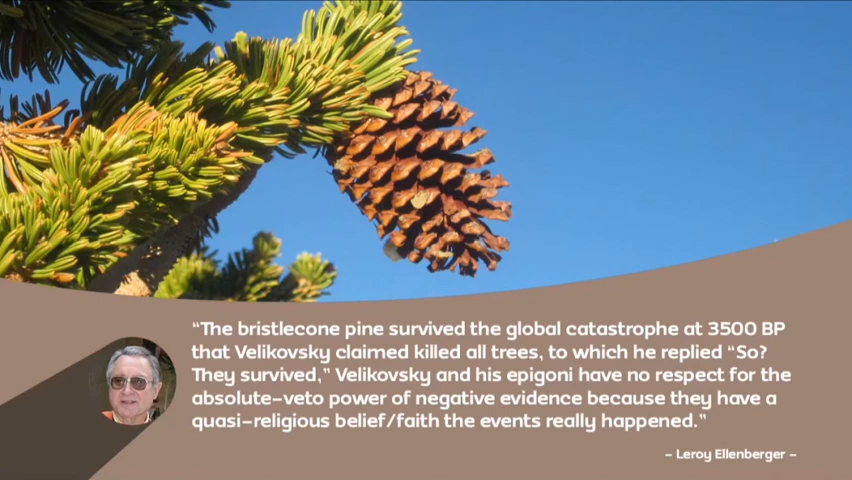 “The bristlecone pine survived the global catastrophe at 3500 BP
that Velikovsky claimed killed all trees, to which he replied “So?
They survived,” Velikovsky and his epigoni have no respect for the
absolute-veto power of negative evidence because they have a
quasi-religious belief/faith the events really happened.”
– Leroy Ellenberger –